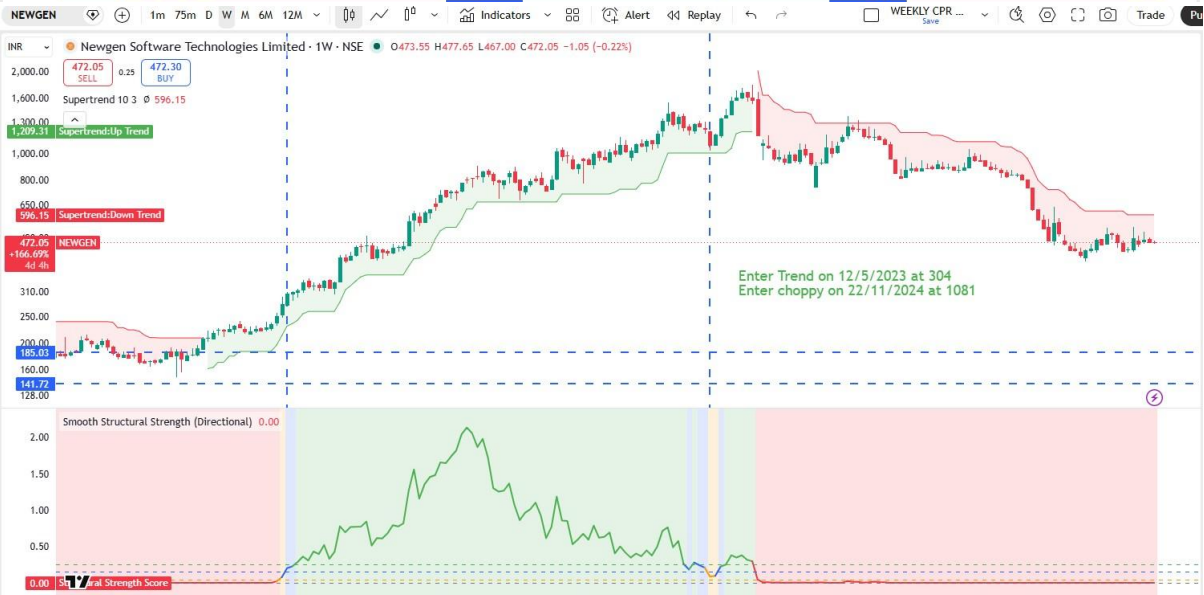 NEWGEN
1m 75m D W M 6M 12M
Indicators
Alert
Replay
WEEKLY CPR ...
Save
Trade
Pu
INR
Newgen Software Technologies Limited · 1W · NSE
O473.55 H477.65 L467.00 C472.05 −1.05 (−0.22%)
472.05
SELL
0.25
472.30
BUY
Supertrend 10 3 Ø 596.15
2,000.00
1,600.00
1,300.00
1,209.31 Supertrend:Up Trend
1,000.00
800.00
650.00
596.15 Supertrend:Down Trend
472.05 NEWGEN
+166.69%
4d 4h
Enter Trend on 12/5/2023 at 304
Enter choppy on 22/11/2024 at 1081
310.00
250.00
200.00
185.03
160.00
141.72
128.00
Smooth Structural Strength (Directional) 0.00
2.00
1.50
1.00
0.50
0.00
Strength Score